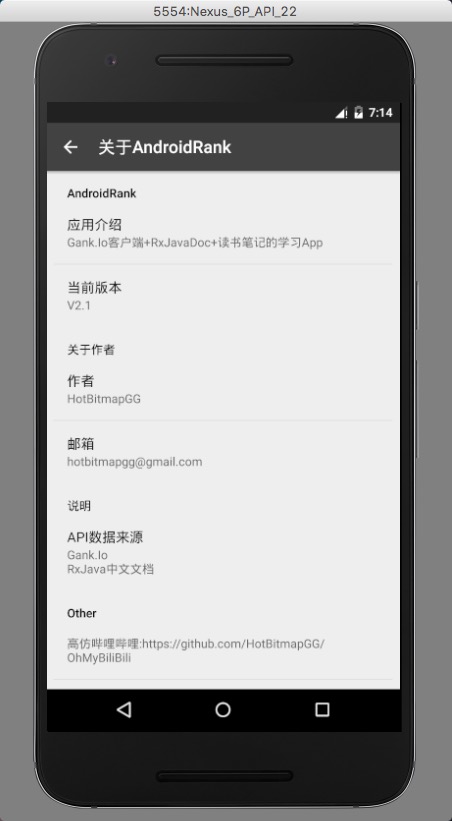 5554:Nexus_6P_API_22
7:14
关于AndroidRank
AndroidRank
应用介绍
Gank.Io客户端+RxJavaDoc+读书笔记的学习App
当前版本
V2.1
关于作者
作者
HotBitmapGG
邮箱
hotbitmapgg@gmail.com
说明
API数据来源
Gank.Io
RxJava中文文档
Other
高仿哔哩哔哩:https://github.com/HotBitmapGG/
OhMyBiliBili